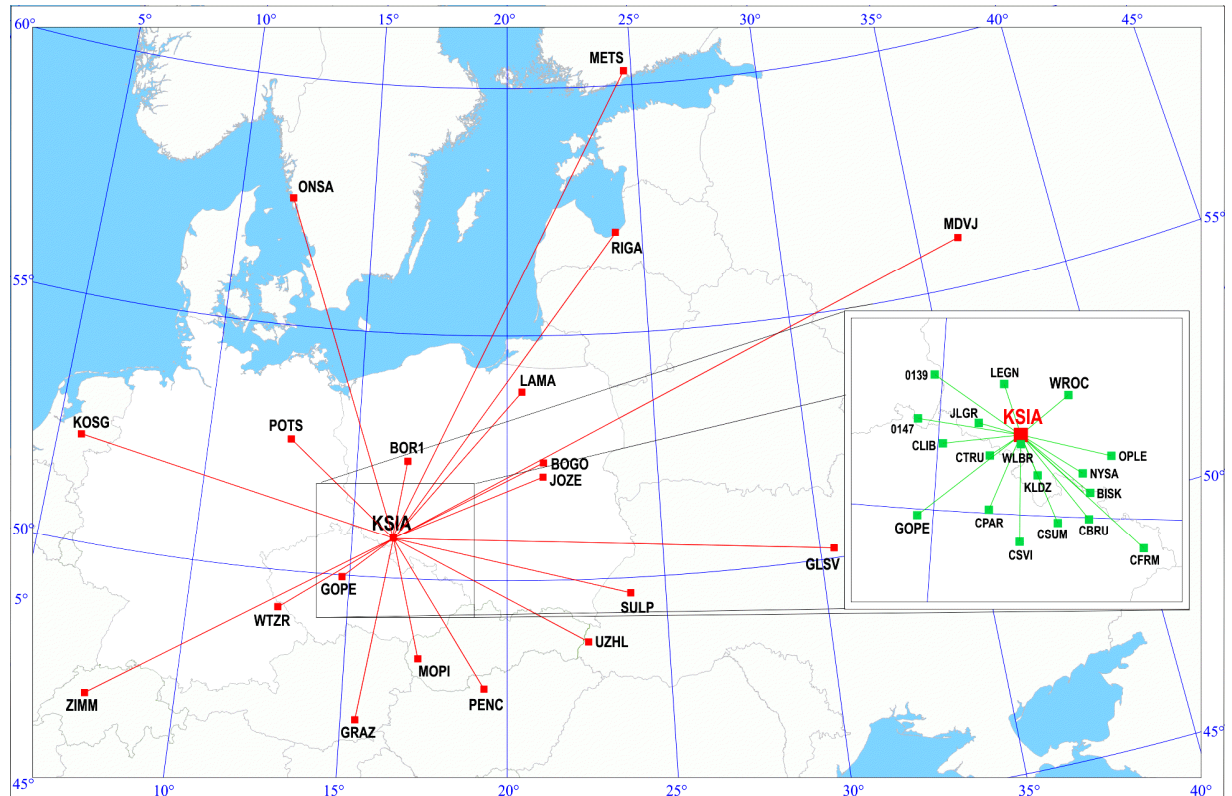 5°
10°
15°
20°
25°
35°
40°
45°
60°
METS
ONSA
RIGA
MDVJ
55°
55°
LAMA
KOSG
POTS
BOR1
BOGO
JOZE
KSIA
50°
GOPE
GLSV
SULP
5°
WTZR
UZHL
MOPI
PENC
ZIMM
GRAZ
0139
LEGN
WROC
KSIA
JLGR
0147
CLIB
CTRU
WLBR
OPLE
NYSA
KLDZ
BISK
GOPE
CPAR
CSUM
CBRU
CSVI
CFRM
50°
45°
45°
10°
15°
20°
25°
30°
35°
40°